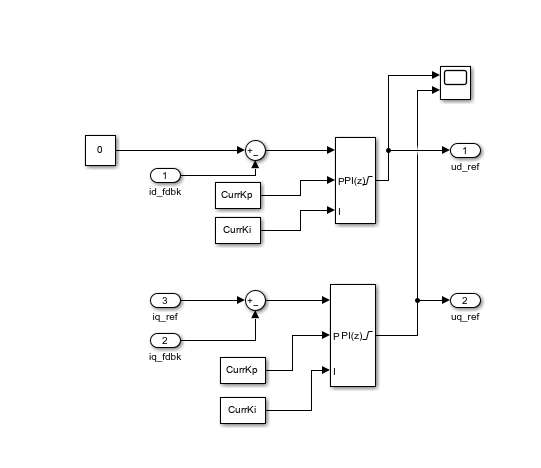 0
+
−
1
id_fdbk
CurrKp
CurrKi
P
PI(z)
I
1
ud_ref
3
iq_ref
+
−
2
iq_fdbk
CurrKp
CurrKi
P
PI(z)
I
2
uq_ref